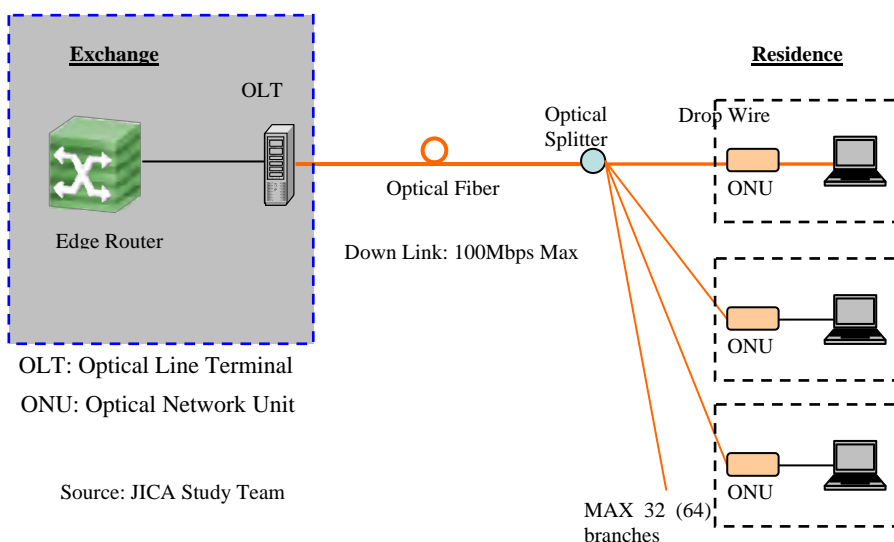 Exchange
Residence
OLT
Optical
Splitter
Drop Wire
ONU
Optical Fiber
Edge Router
Down Link: 100Mbps Max
ONU
OLT: Optical Line Terminal
ONU: Optical Network Unit
ONU
Source: JICA Study Team
MAX 32 (64)
branches